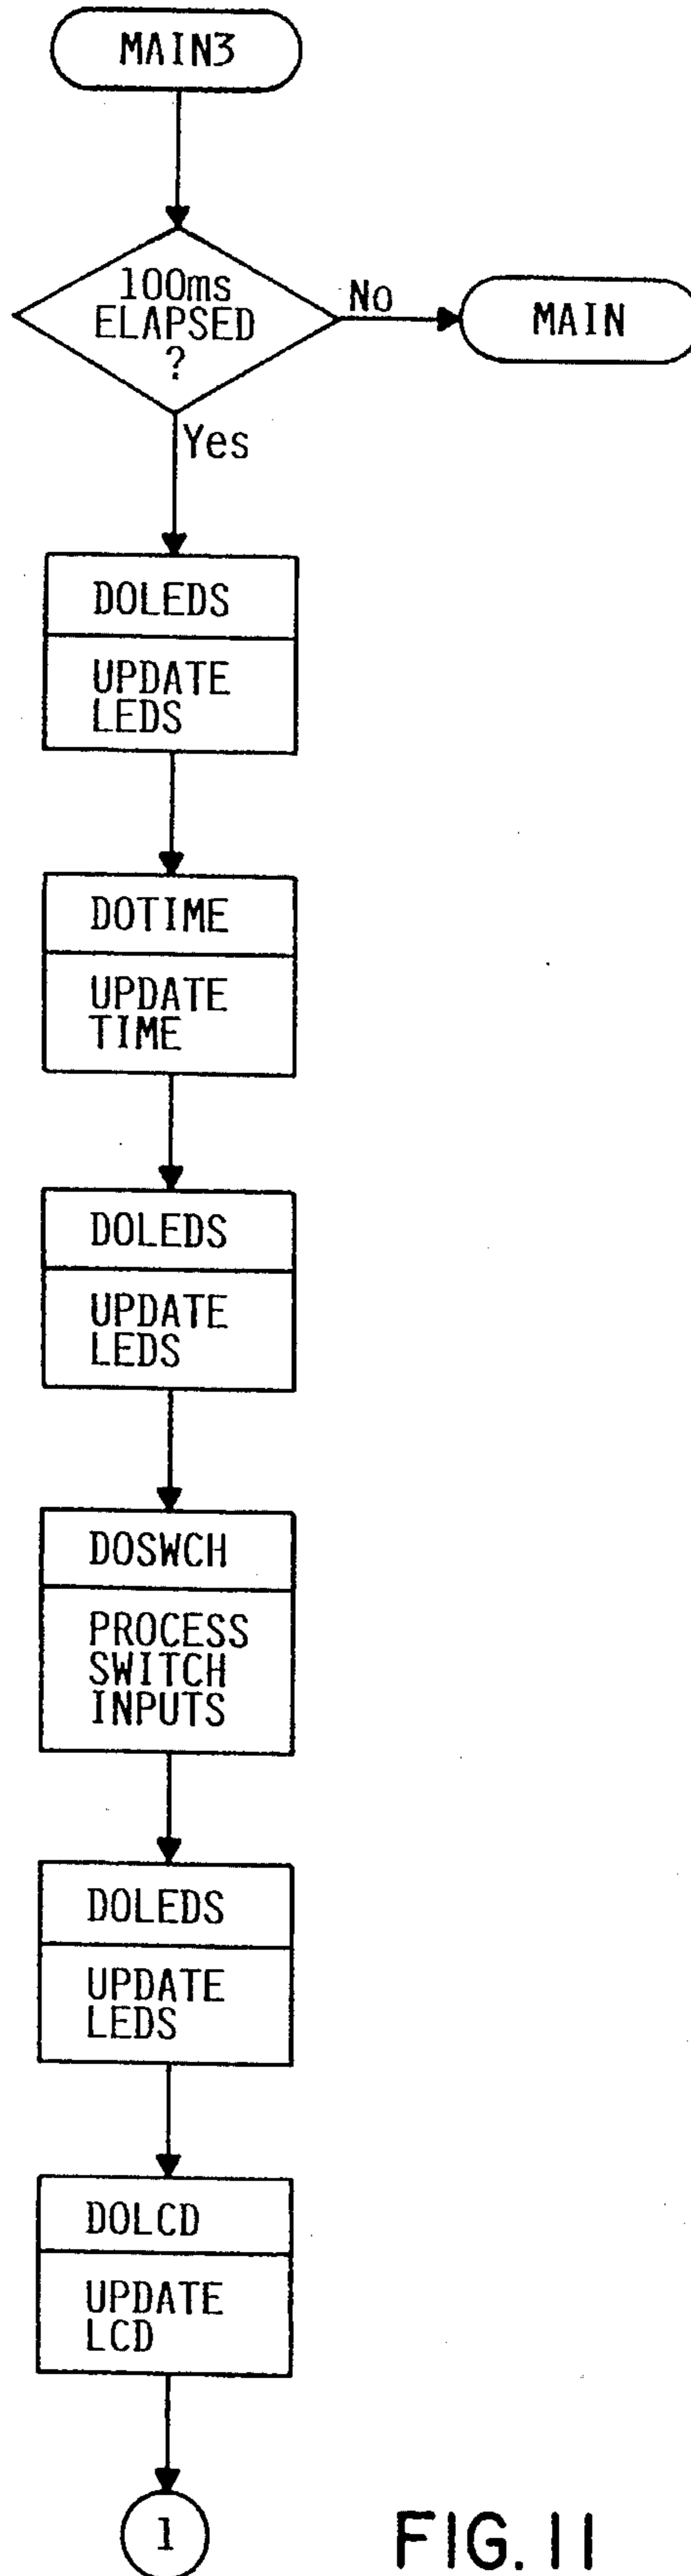 MAIN3
100ms
ELAPSED
?
No
MAIN
Yes
DOLEDS
UPDATE
LEDS
DOTIME
UPDATE
TIME
DOLEDS
UPDATE
LEDS
DOSWCH
PROCESS
SWITCH
INPUTS
DOLEDS
UPDATE
LEDS
DOLCD
UPDATE
LCD
1
FIG. 11